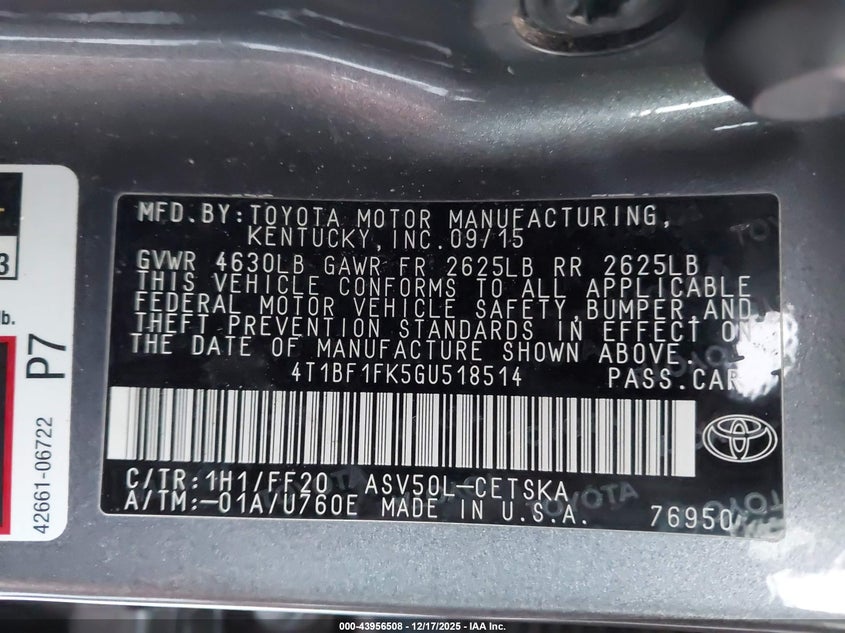 MFD.BY:TOYOTA MOTOR MANUFACTURING,
KENTUCKY, INC. 09/15
GVWR 4630LB GAWR FR 2625LB RR 2625LB
THIS VEHICLE CONFORMS TO ALL APPLICABLE
FEDERAL MOTOR VEHICLE SAFETY, BUMPER, AND
THEFT PREVENTION STANDARDS IN EFFECT ON
THE DATE OF MANUFACTURE SHOWN ABOVE.
4T1BF1FK5GU518514 PASS.CAR
C/TR:1H1/FF20 ASV50L-CETSKA
A/TM:-01A/U760E MADE IN U.S.A. 76950
TOYOTA
3
lb.
P7
42661-06722
000-43956508 - 12/17/2025 - IAA Inc.